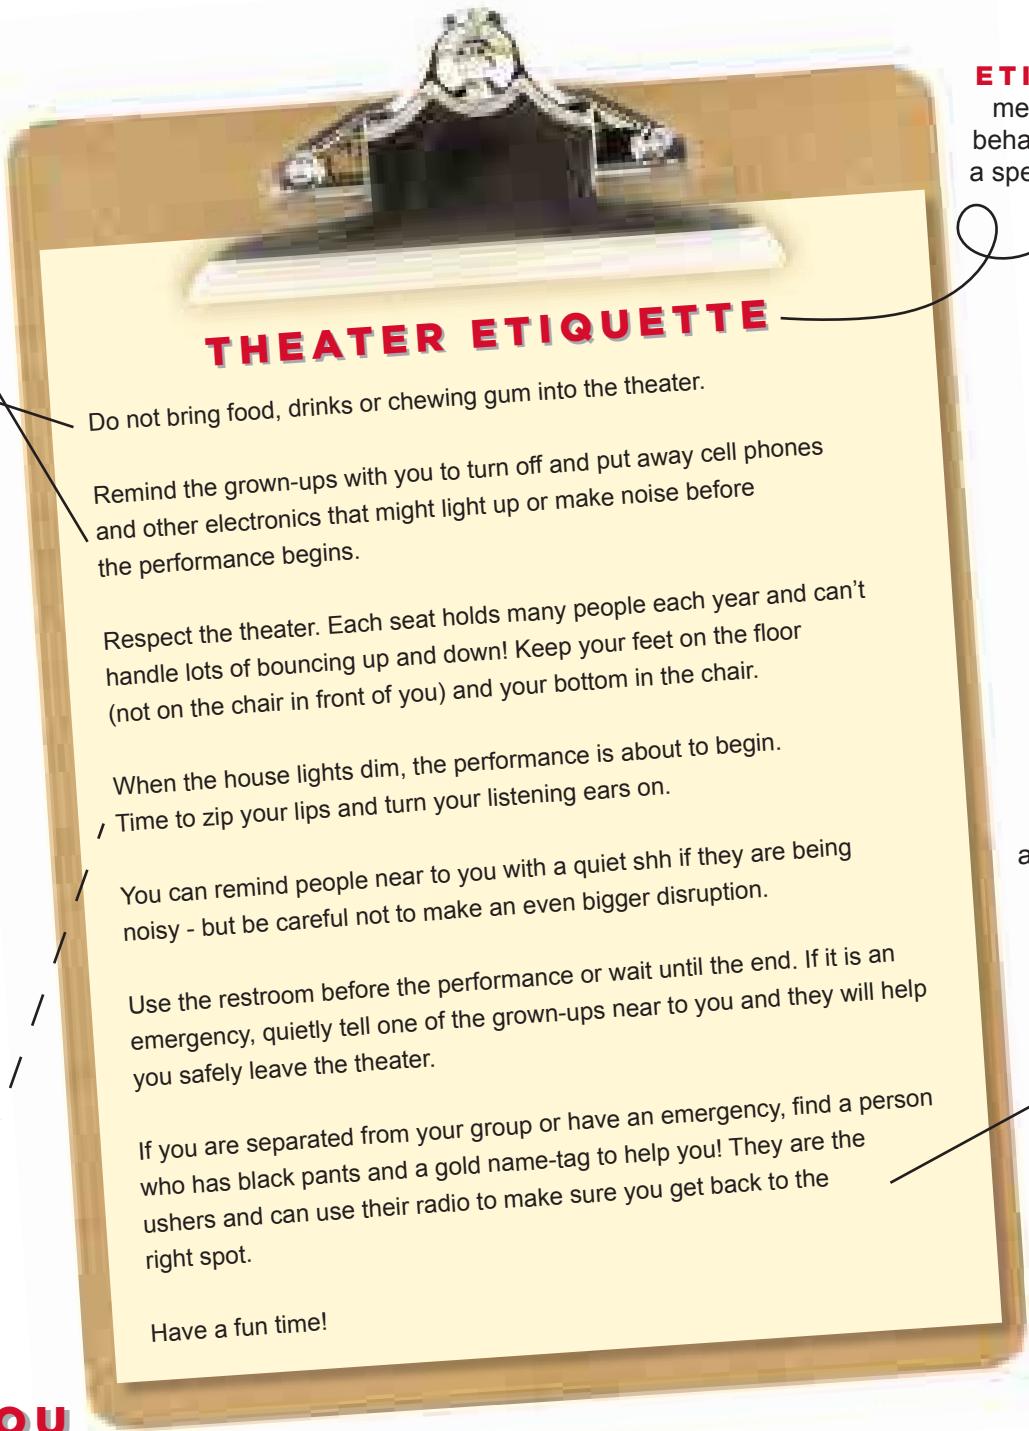 ETI
me
beha
a spe
THEATER ETIQUETTE
Do not bring food, drinks or chewing gum into the theater.
Remind the grown-ups with you to turn off and put away cell phones
and other electronics that might light up or make noise before
the performance begins.
Respect the theater. Each seat holds many people each year and can’t
handle lots of bouncing up and down! Keep your feet on the floor
(not on the chair in front of you) and your bottom in the chair.
When the house lights dim, the performance is about to begin.
Time to zip your lips and turn your listening ears on.
a
You can remind people near to you with a quiet shh if they are being
noisy - but be careful not to make an even bigger disruption.
Use the restroom before the performance or wait until the end. If it is an
emergency, quietly tell one of the grown-ups near to you and they will help
you safely leave the theater.
If you are separated from your group or have an emergency, find a person
who has black pants and a gold name-tag to help you! They are the
ushers and can use their radio to make sure you get back to the
right spot.
Have a fun time!
OU